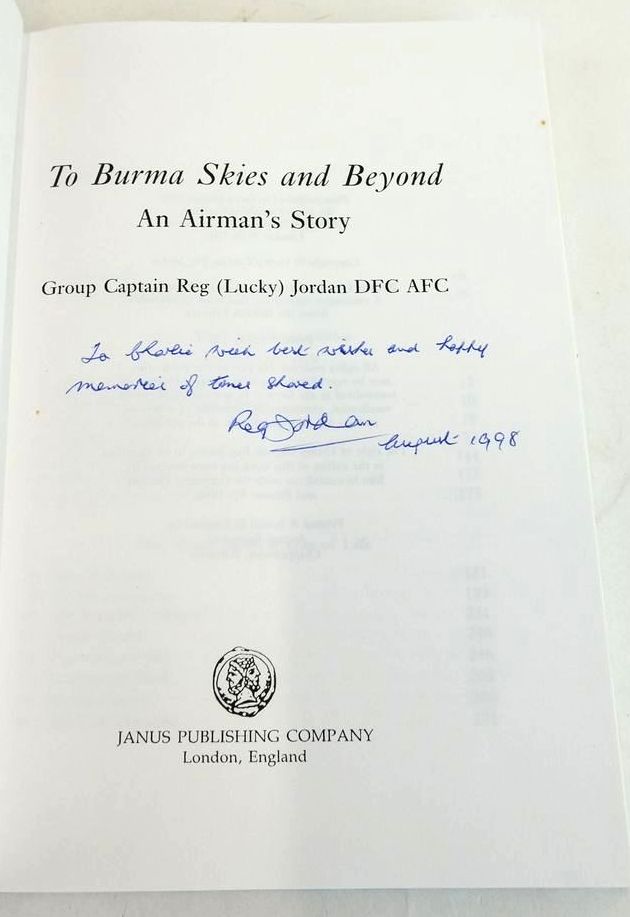 To Burma Skies and Beyond
An Airman's Story
Group Captain Reg (Lucky) Jordan DFC AFC
To Charlie with best wishes and happy
memories of times shared.
Reg Jordan
August 1998
JANUS PUBLISHING COMPANY
London, England